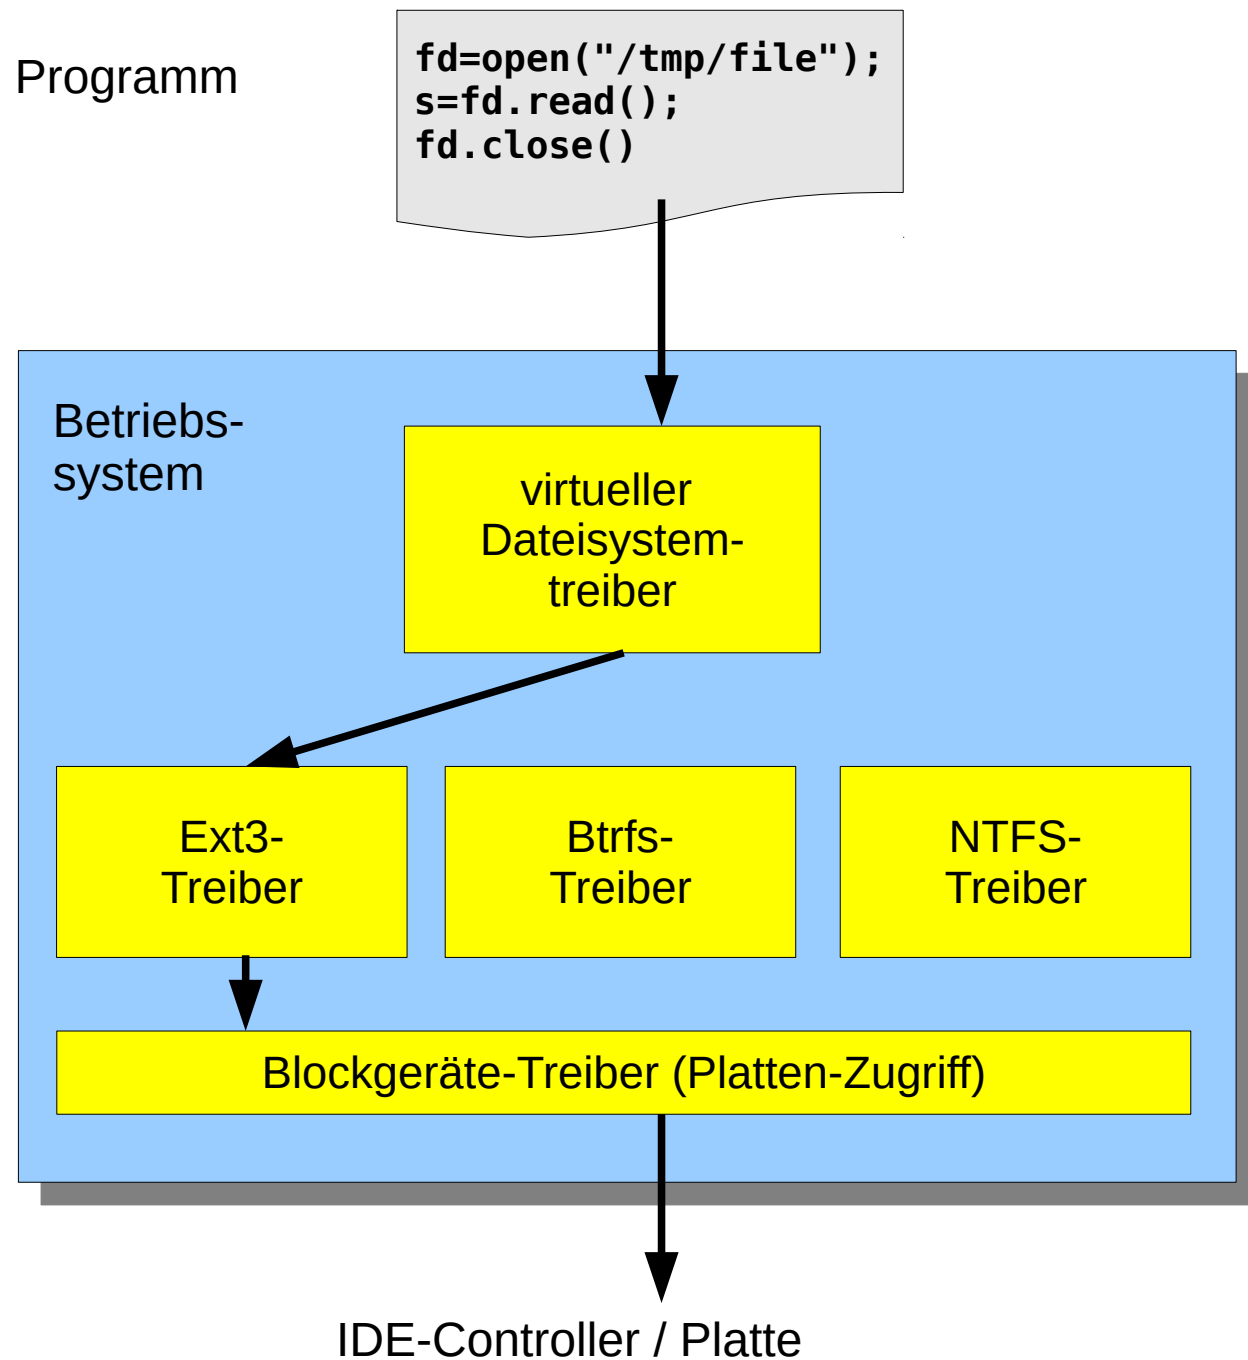 Programm
fd=open("/tmp/file");
s=fd.read();
fd.close()
Betriebs-
system
virtueller
Dateisystem-
treiber
Ext3-
Treiber
Btrfs-
Treiber
NTFS-
Treiber
Blockgeräte-Treiber (Platten-Zugriff)
IDE-Controller / Platte